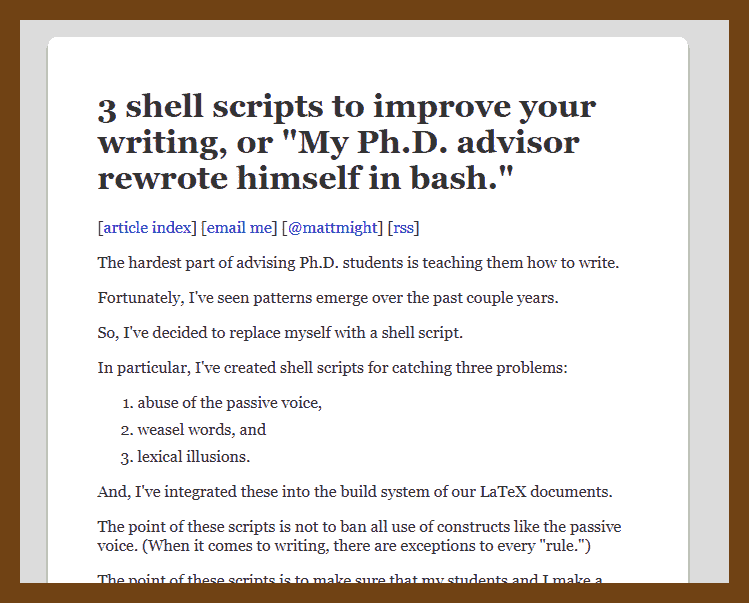 3 shell scripts to improve your
writing, or "My Ph.D. advisor
rewrote himself in bash."
[article index] [email me] [@mattmight] [rss]
The hardest part of advising Ph.D. students is teaching them how to write.
Fortunately, I've seen patterns emerge over the past couple years.
So, I've decided to replace myself with a shell script.
In particular, I've created shell scripts for catching three problems:
1. abuse of the passive voice,
2. weasel words, and
3. lexical illusions.
And, I've integrated these into the build system of our LaTeX documents.
The point of these scripts is not to ban all use of constructs like the passive
voice. (When it comes to writing, there are exceptions to every "rule.")
The point of these scripts is to make sure that my students and I make a